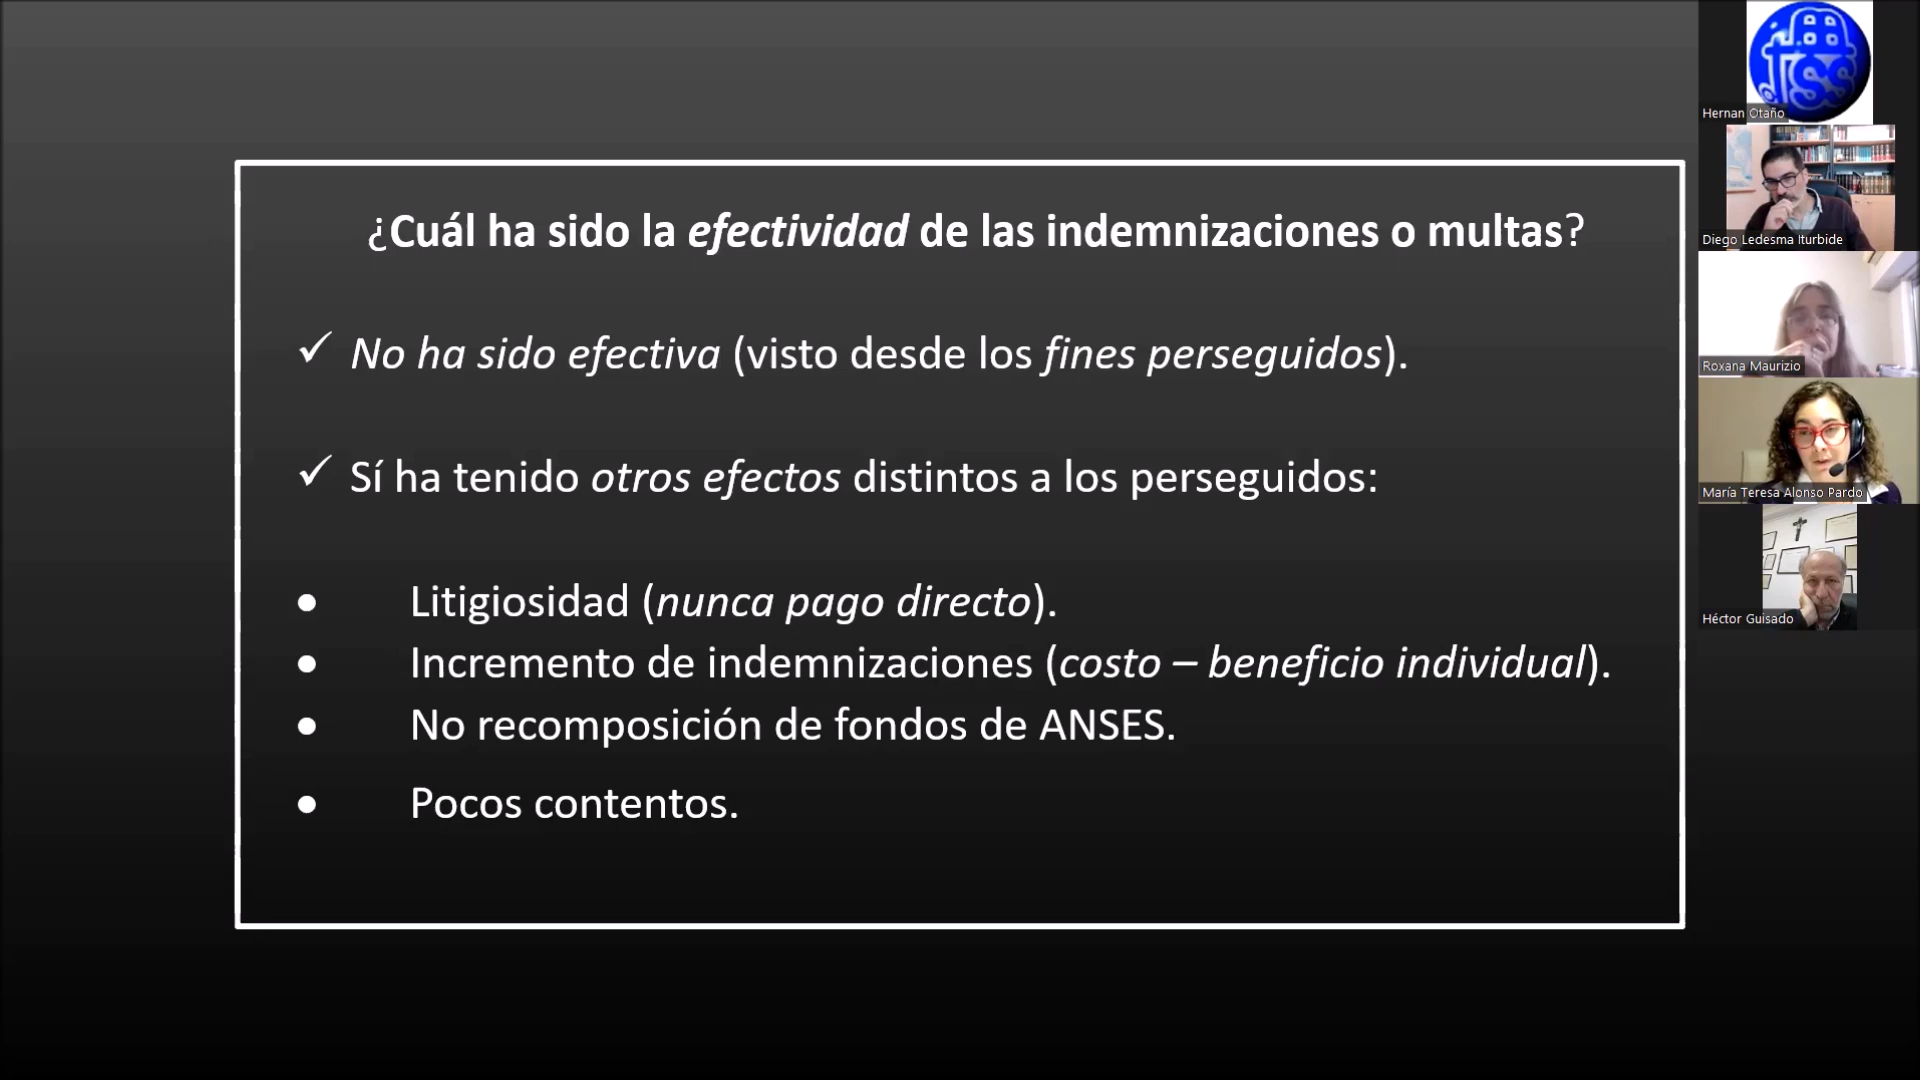 ¿Cuál ha sido la efectividad de las indemnizaciones o multas?
✓ No ha sido efectiva (visto desde los fines perseguidos).
✓ Sí ha tenido otros efectos distintos a los perseguidos:
• Litigiosidad (nunca pago directo).
• Incremento de indemnizaciones (costo – beneficio individual).
• No recomposición de fondos de ANSES.
• Pocos contentos.
Hernan Otaño
Diego Ledesma Iturbide
Roxana Maurizio
María Teresa Alonso Pardo
Héctor Guisado